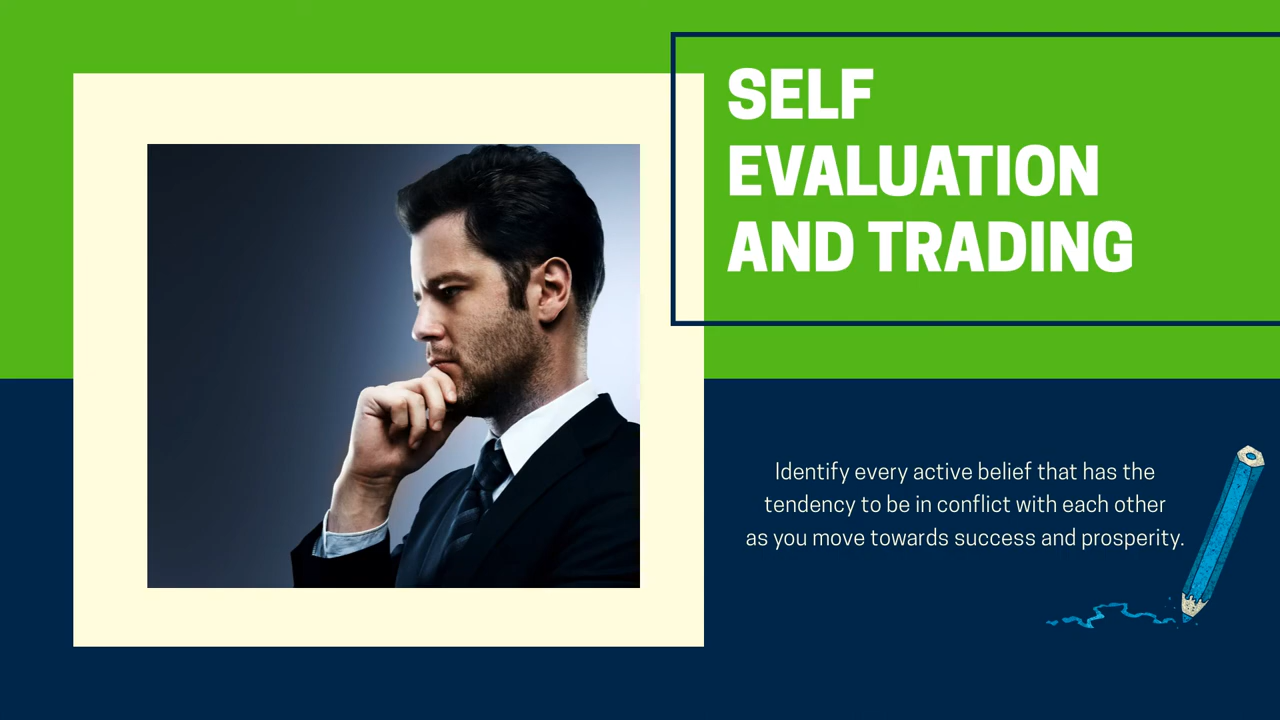 SELF
EVALUATION
AND TRADING
Identify every active belief that has the
tendency to be in conflict with each other
as you move towards success and prosperity.